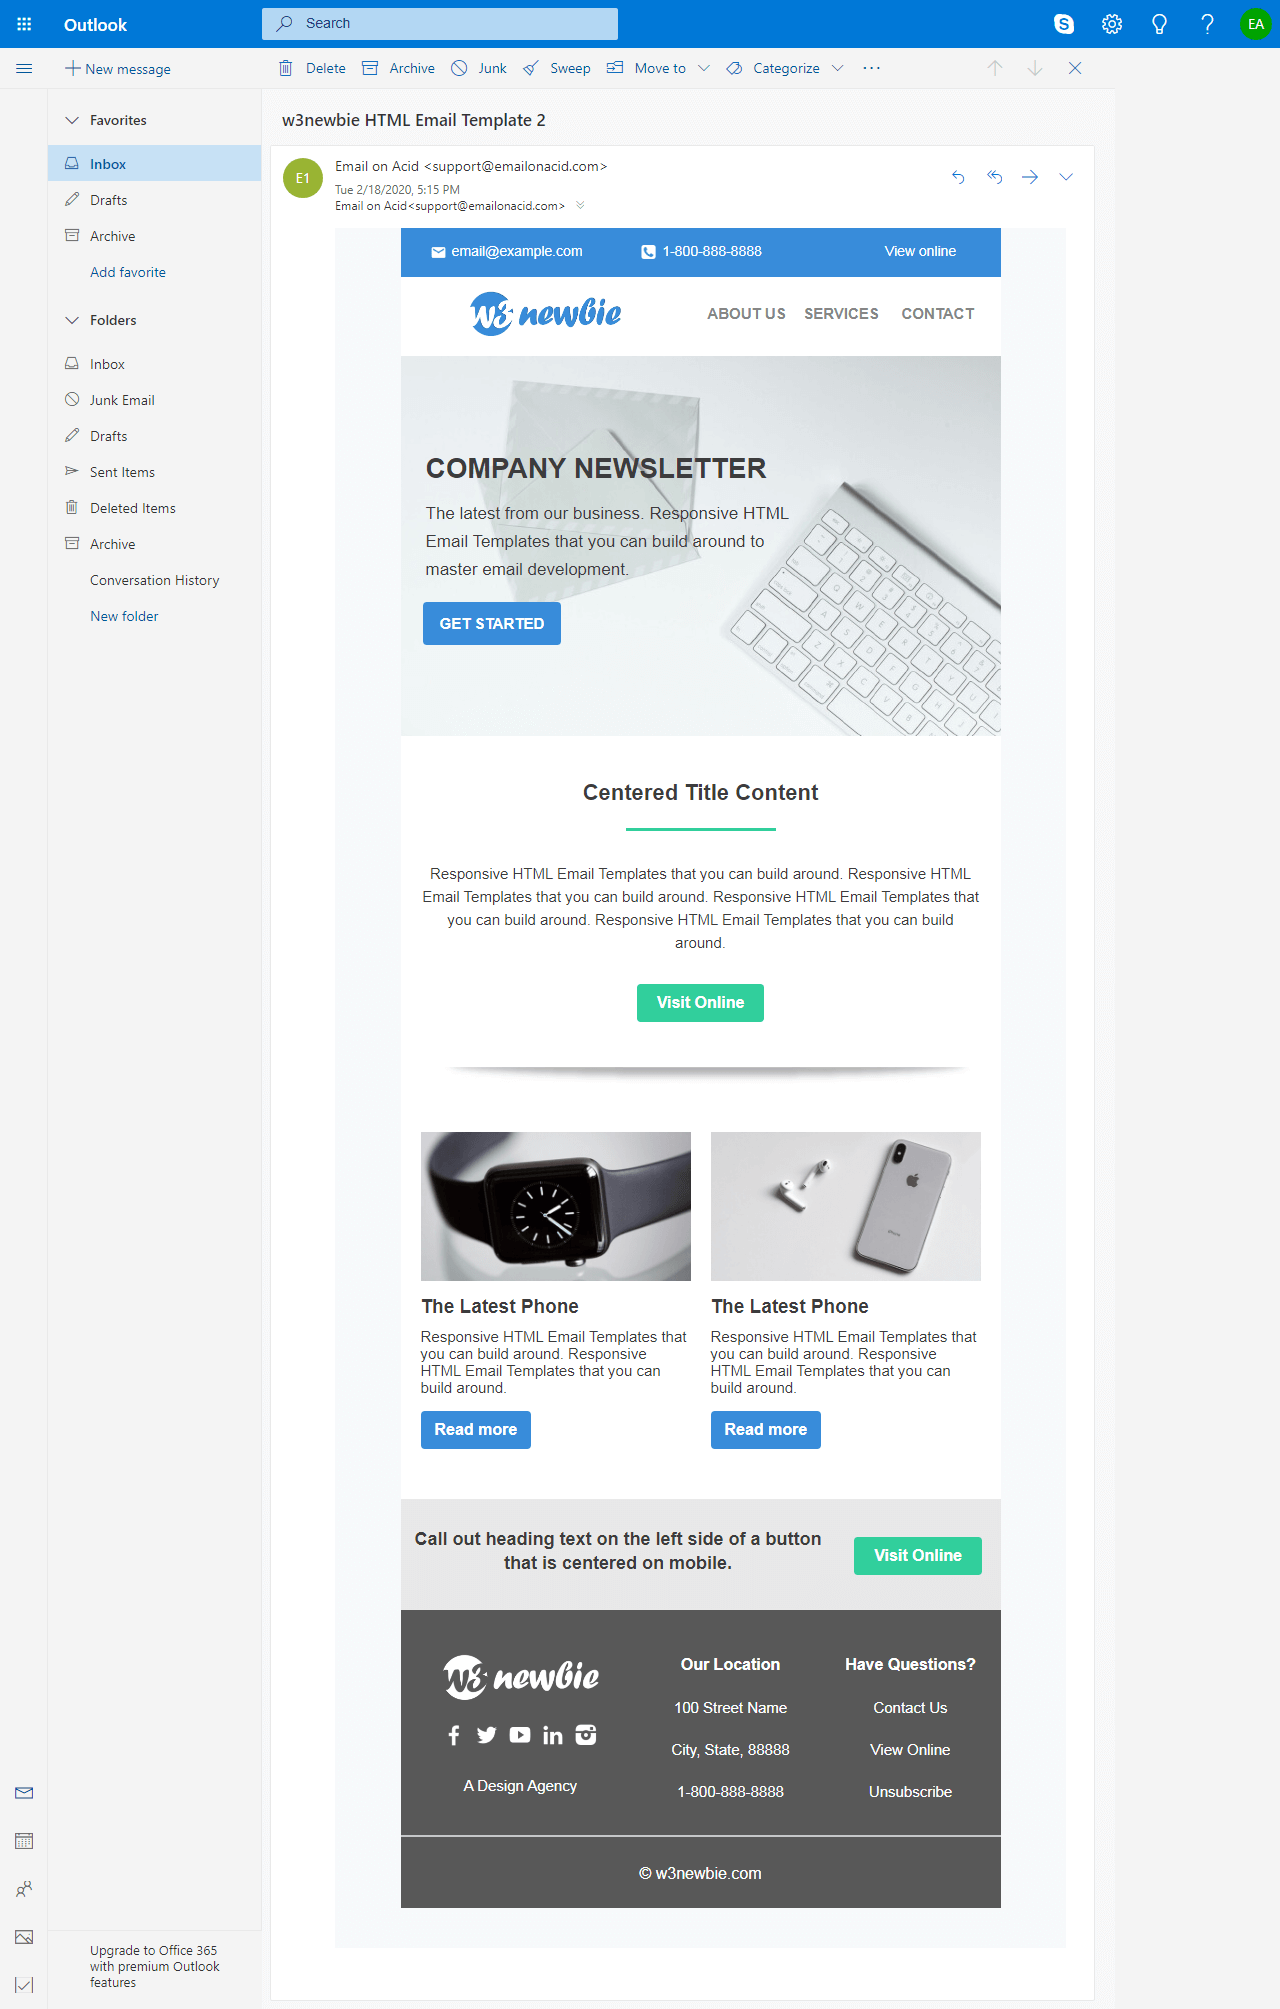 Outlook
Search
EA
New message
Delete
Archive
Junk
Sweep
Move to
Categorize
Favorites
Inbox
Drafts
Archive
Add favorite
Folders
Inbox
Junk Email
Drafts
Sent Items
Deleted Items
Archive
Conversation History
New folder
Upgrade to Office 365
with premium Outlook
features
w3newbie HTML Email Template 2
E1
Email on Acid <support@emailonacid.com>
Tue 2/18/2020, 5:15 PM
Email on Acid<support@emailonacid.com>
email@example.com
1-800-888-8888
View online
W3 newbie
ABOUT US
SERVICES
CONTACT
COMPANY NEWSLETTER
The latest from our business. Responsive HTML
Email Templates that you can build around to
master email development.
GET STARTED
Centered Title Content
Responsive HTML Email Templates that you can build around. Responsive HTML
Email Templates that you can build around. Responsive HTML Email Templates that
you can build around. Responsive HTML Email Templates that you can build
around.
Visit Online
The Latest Phone
Responsive HTML Email Templates that
you can build around. Responsive
HTML Email Templates that you can
build around.
Read more
The Latest Phone
Responsive HTML Email Templates that
you can build around. Responsive
HTML Email Templates that you can
build around.
Read more
Call out heading text on the left side of a button
that is centered on mobile.
Visit Online
W3 newbie
A Design Agency
Our Location
100 Street Name
City, State, 88888
1-800-888-8888
Have Questions?
Contact Us
View Online
Unsubscribe
© w3newbie.com